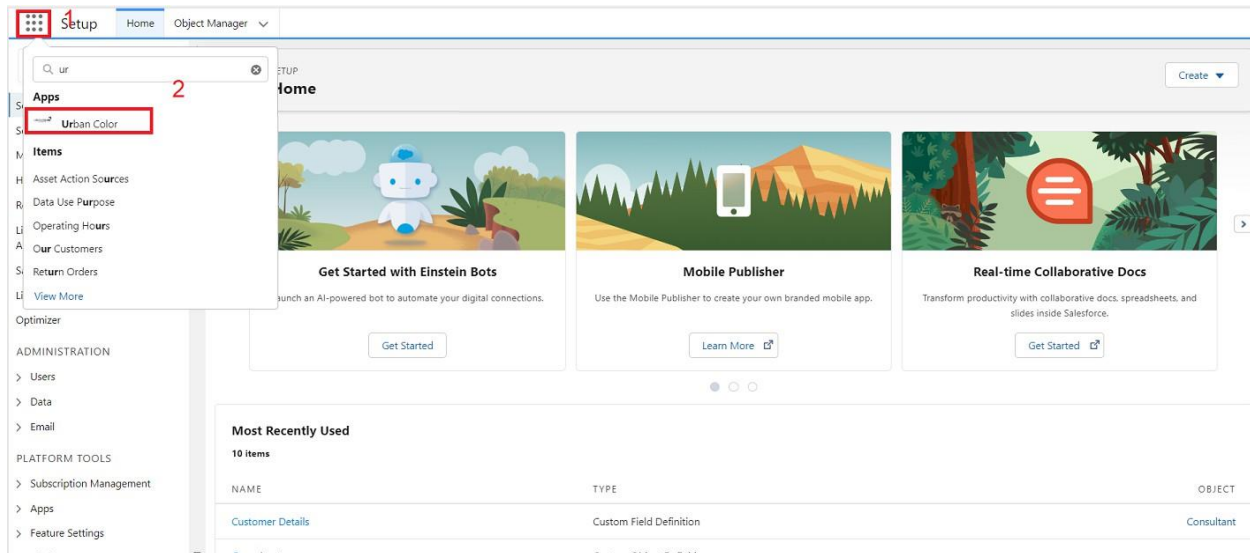 1
Setup
Home
Object Manager
ur
2
Apps
Urban Color
Items
Asset Action Sources
Data Use Purpose
Operating Hours
Our Customers
Return Orders
View More
Optimizer
ADMINISTRATION
Users
Data
Email
PLATFORM TOOLS
Subscription Management
Apps
Feature Settings
Home
Create
Get Started with Einstein Bots
Launch an AI-powered bot to automate your digital connections.
Get Started
Mobile Publisher
Use the Mobile Publisher to create your own branded mobile app.
Learn More
Real-time Collaborative Docs
Transform productivity with collaborative docs, spreadsheets, and
slides inside Salesforce.
Get Started
Most Recently Used
10 items
NAME
TYPE
OBJECT
Customer Details
Custom Field Definition
Consultant